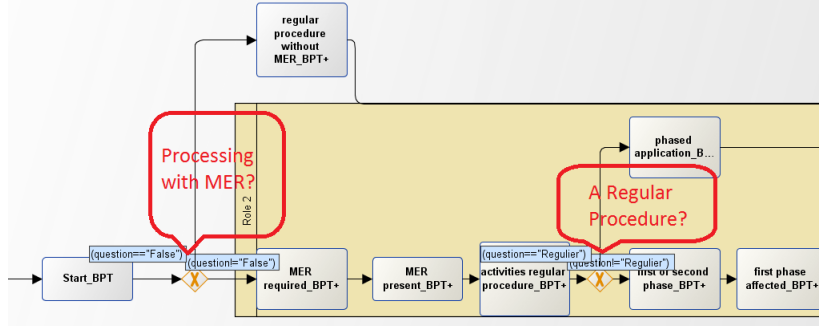 regular
procedure
without
MER_BPT+
Processing
with MER?
phased
application_B...
A Regular
Procedure?
Role 2
(question=="False")
(question!="False")
(question=="Regulier")
(question!="Regulier")
Start_BPT
MER
required_BPT+
MER
present_BPT+
activities regular
procedure_BPT+
first of second
phase_BPT+
first phase
affected_BPT+